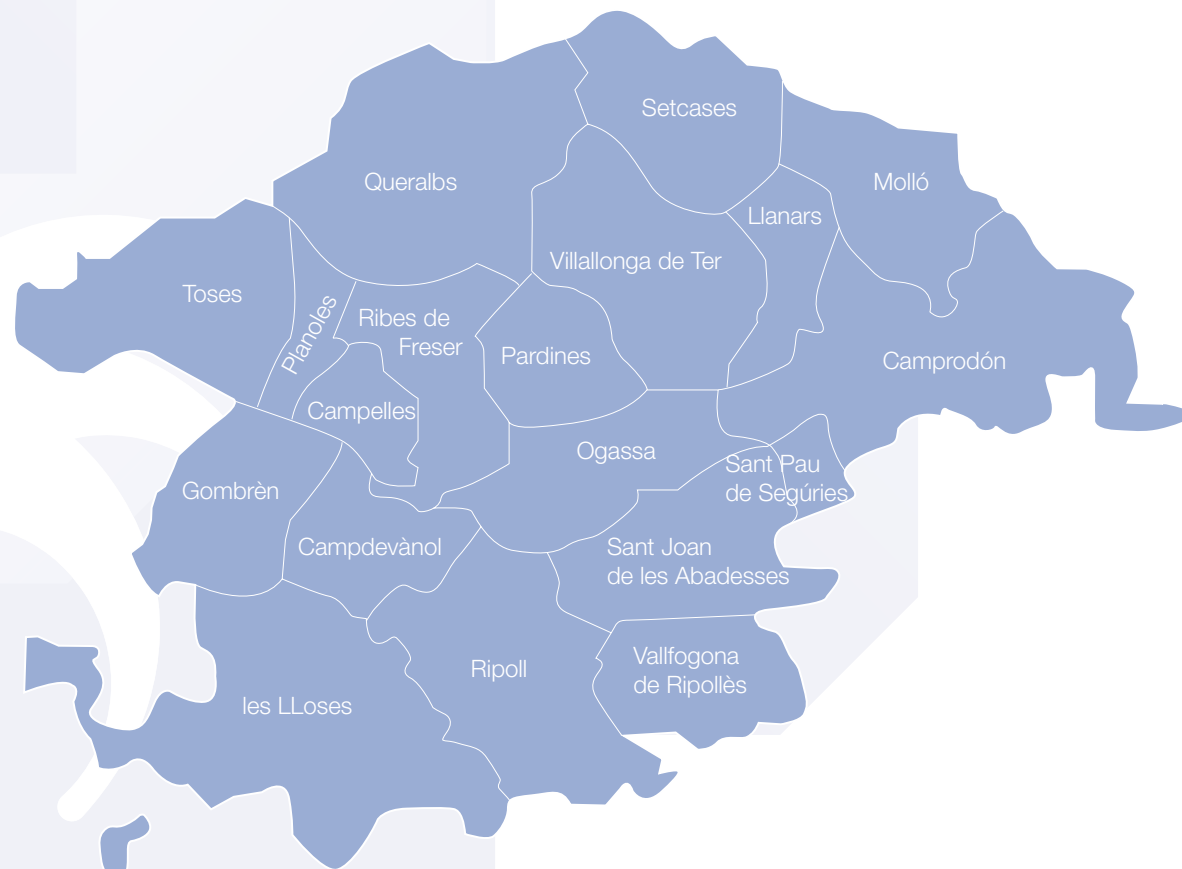 Setcases
Queralbs
Molló
Llanars
Villallonga de Ter
Toses
Planoles
Ribes de
Freser
Pardines
Camprodón
Campelles
Ogassa
Sant Pau
de Segúries
Gombrèn
Campdevànol
Sant Joan
de les Abadesses
Ripoll
Vallfogona
de Ripollès
les LLoses